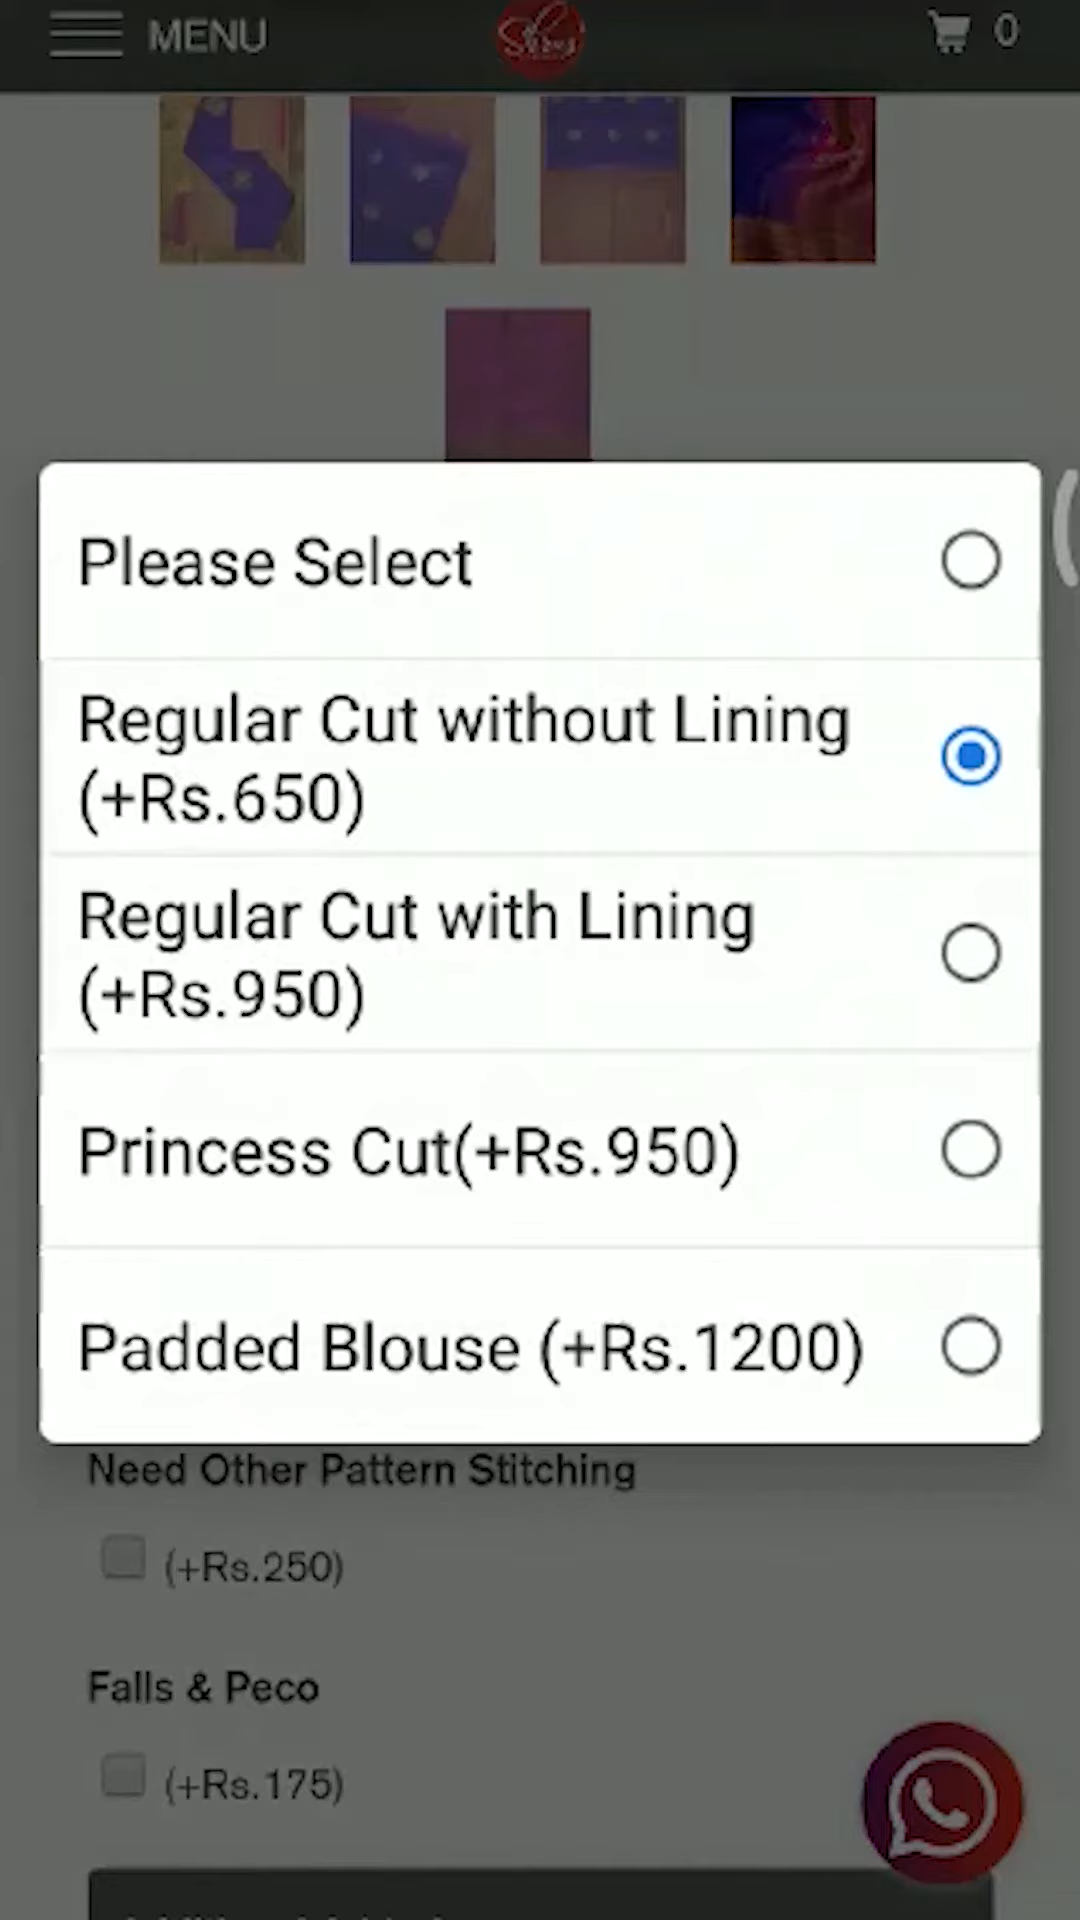 MENU
0
Please Select
Regular Cut without Lining
(+Rs.650)
Regular Cut with Lining
(+Rs.950)
Princess Cut(+Rs.950)
Padded Blouse (+Rs.1200)
Need Other Pattern Stitching
(+Rs.250)
Falls & Peco
(+Rs.175)